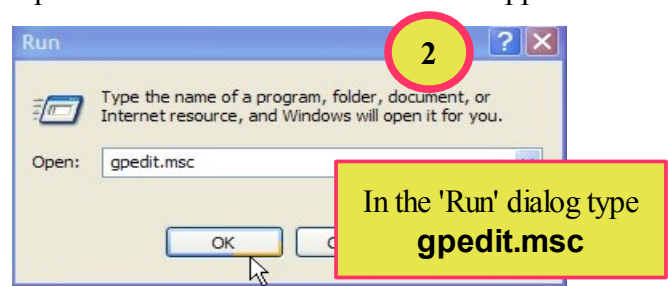 Run
2
?
Type the name of a program, folder, document, or
Internet resource, and Windows will open it for you.
Open: gpedit.msc
In the 'Run' dialog type
gpedit.msc
OK